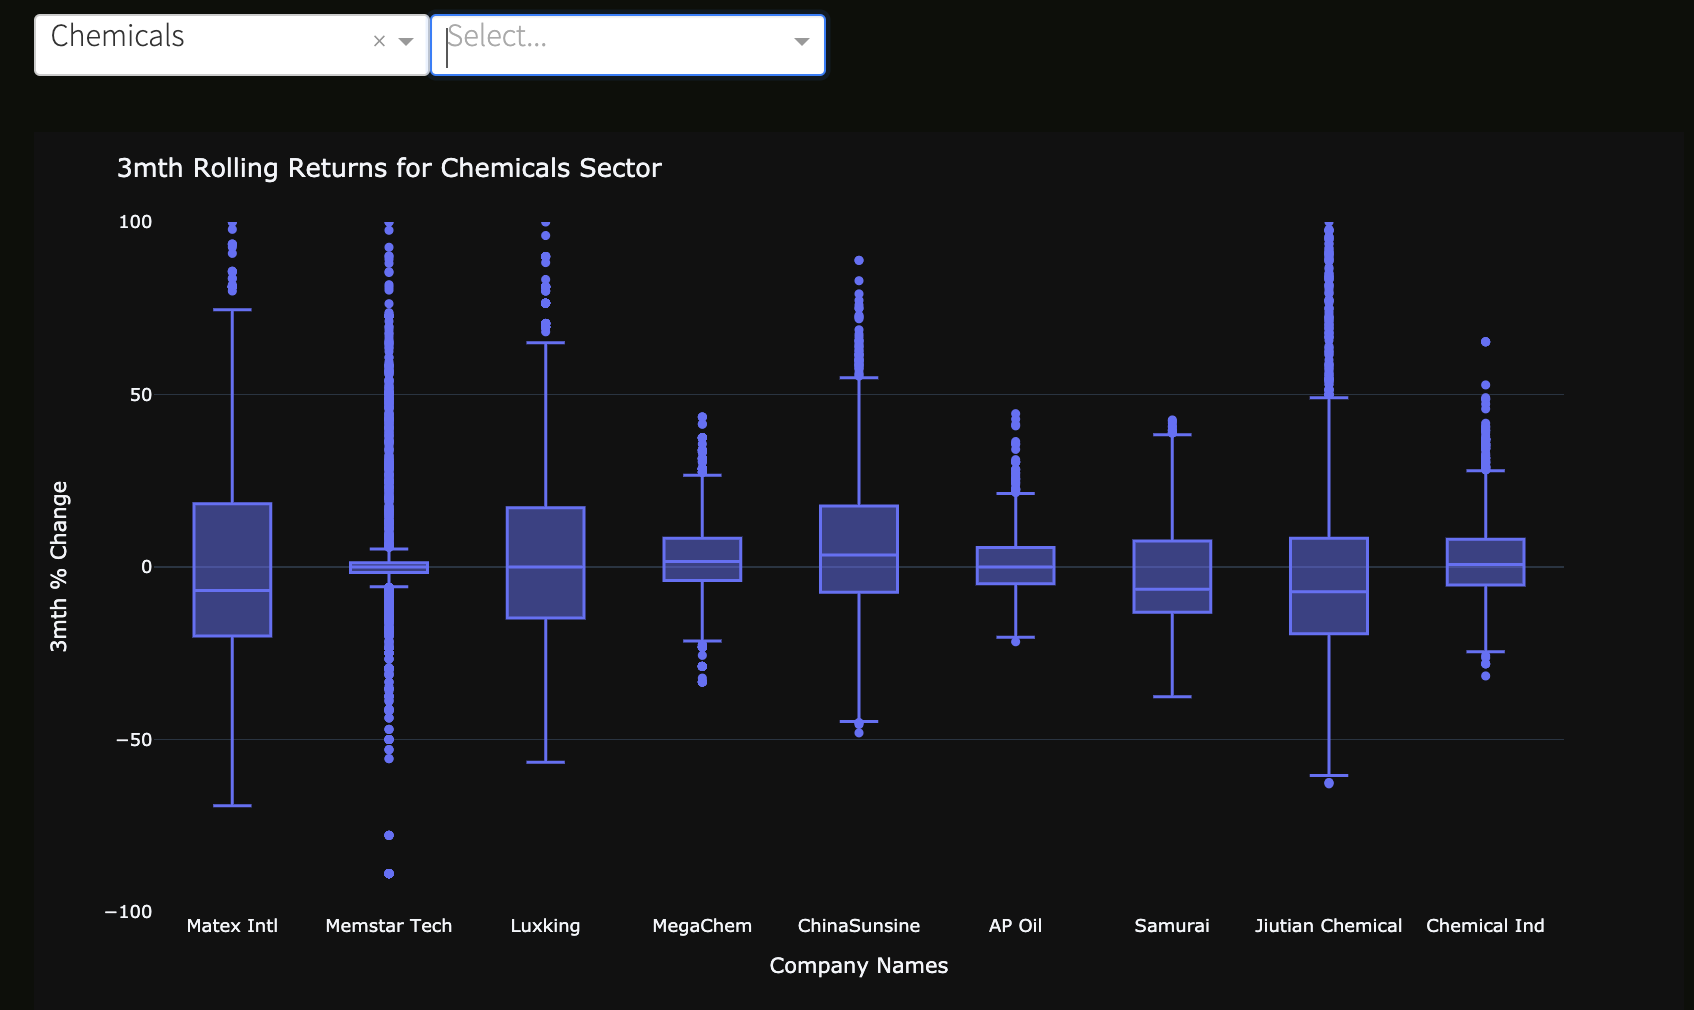 Chemicals × Select...
3mth Rolling Returns for Chemicals Sector
100
50
0
−50
−100
3mth % Change
Matex Intl Memstar Tech Luxking MegaChem ChinaSunsine AP Oil Samurai Jiutian Chemical Chemical Ind
Company Names